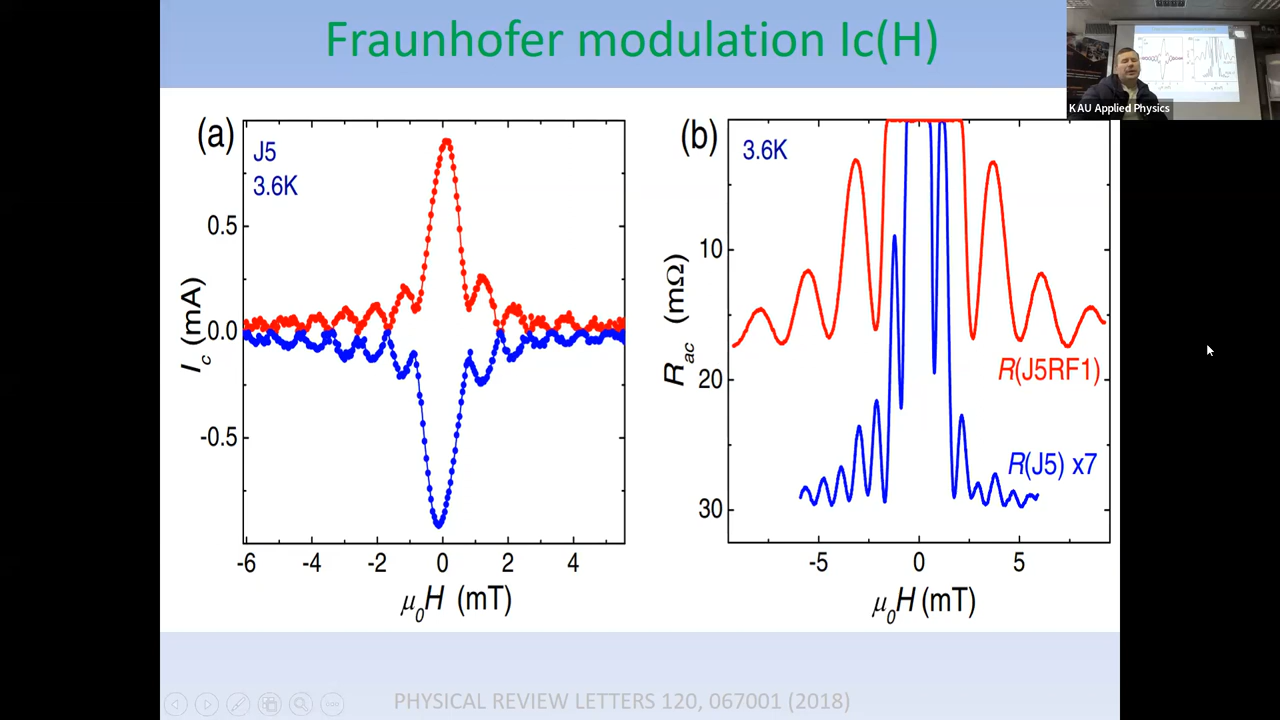 Fraunhofer modulation Ic(H)
KAU Applied Physics
(a)
J5
3.6K
0.5
0.0
-0.5
I_c (mA)
-6 -4 -2 0 2 4
μ_0H (mT)
(b)
3.6K
10
20
30
R_ac (mΩ)
R(J5RF1)
R(J5) x7
-5 0 5
μ_0H (mT)
PHYSICAL REVIEW LETTERS 120, 067001 (2018)